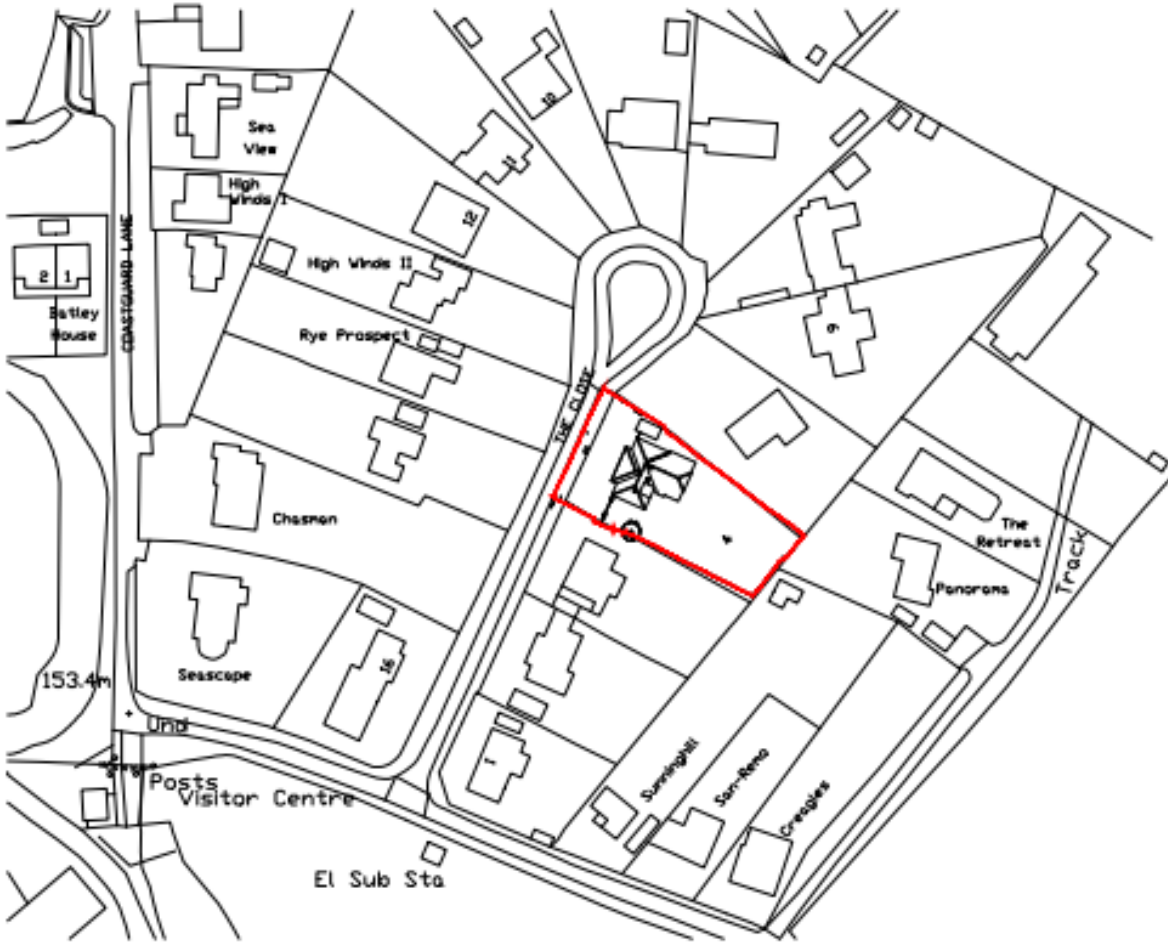 10
Sea
View
11
High
Winds I
12
COASTGUARD LANE
High Winds II
2 1
Batley
House
Rye Prospect
9
THE CLOSE
Chasman
4
The
Retreat
Track
Panorama
16
Seascape
153.4m
Und
Posts
Visitor Centre
1
Sunninghill
San-Remo
Creagles
El Sub Sta